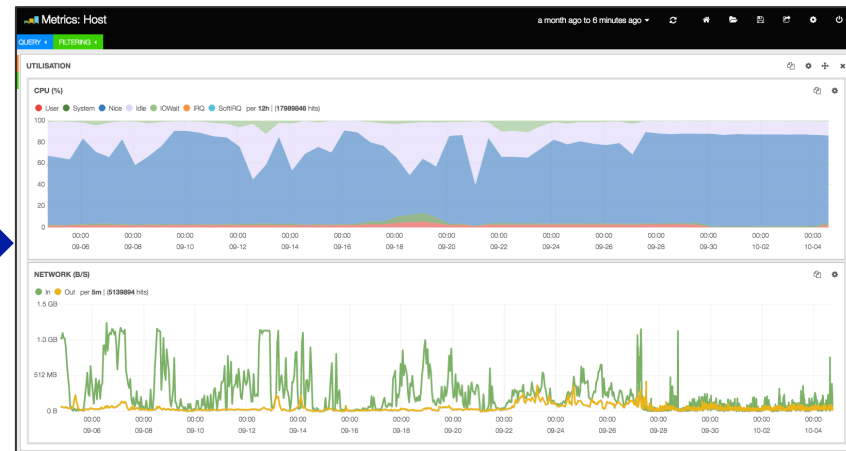 Metrics: Host a month ago to 6 minutes ago
QUERY FILTERING
UTILISATION
CPU (%)
User System Nice Idle IOWait IRQ SoftIRQ per 12h | (17989846 hits)
100
80
60
40
20
0
00:00 00:00 00:00 00:00 00:00 00:00 00:00 00:00 00:00 00:00 00:00 00:00 00:00 00:00 00:00
09-06 09-08 09-10 09-12 09-14 09-16 09-18 09-20 09-22 09-24 09-26 09-28 09-30 10-02 10-04
NETWORK (B/S)
In Out per 5m | (5139894 hits)
1.5 GB
1.0 GB
512 MB
0 B
00:00 00:00 00:00 00:00 00:00 00:00 00:00 00:00 00:00 00:00 00:00 00:00 00:00 00:00 00:00
09-06 09-08 09-10 09-12 09-14 09-16 09-18 09-20 09-22 09-24 09-26 09-28 09-30 10-02 10-04